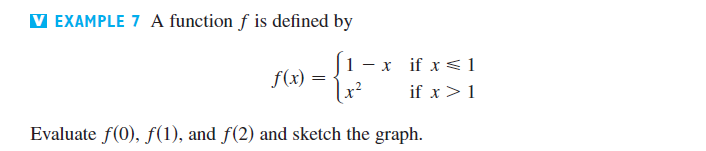 V EXAMPLE 7 A function f is defined by
f(x) = { 1 − x if x ⩽ 1
x² if x > 1
Evaluate f(0), f(1), and f(2) and sketch the graph.